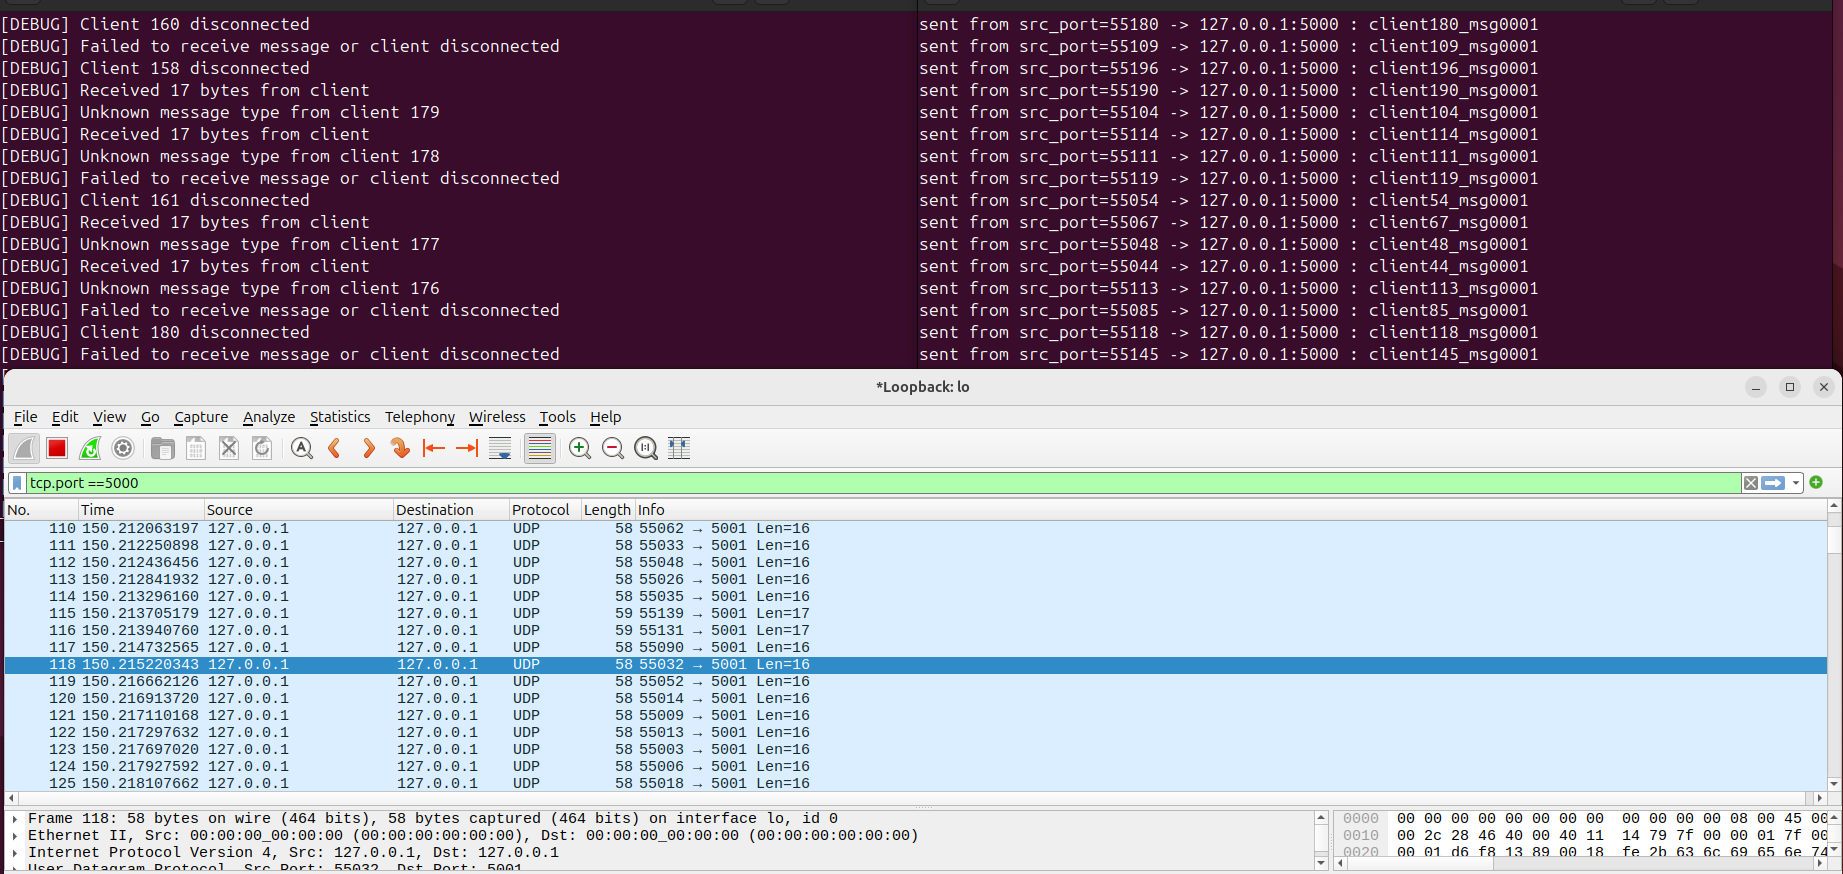 [DEBUG] Client 160 disconnected
[DEBUG] Failed to receive message or client disconnected
[DEBUG] Client 158 disconnected
[DEBUG] Received 17 bytes from client
[DEBUG] Unknown message type from client 179
[DEBUG] Received 17 bytes from client
[DEBUG] Unknown message type from client 178
[DEBUG] Failed to receive message or client disconnected
[DEBUG] Client 161 disconnected
[DEBUG] Received 17 bytes from client
[DEBUG] Unknown message type from client 177
[DEBUG] Received 17 bytes from client
[DEBUG] Unknown message type from client 176
[DEBUG] Failed to receive message or client disconnected
[DEBUG] Client 180 disconnected
[DEBUG] Failed to receive message or client disconnected
sent from src_port=55180 -> 127.0.0.1:5000 : client180_msg0001
sent from src_port=55109 -> 127.0.0.1:5000 : client109_msg0001
sent from src_port=55196 -> 127.0.0.1:5000 : client196_msg0001
sent from src_port=55190 -> 127.0.0.1:5000 : client190_msg0001
sent from src_port=55104 -> 127.0.0.1:5000 : client104_msg0001
sent from src_port=55114 -> 127.0.0.1:5000 : client114_msg0001
sent from src_port=55111 -> 127.0.0.1:5000 : client111_msg0001
sent from src_port=55119 -> 127.0.0.1:5000 : client119_msg0001
sent from src_port=55054 -> 127.0.0.1:5000 : client54_msg0001
sent from src_port=55067 -> 127.0.0.1:5000 : client67_msg0001
sent from src_port=55048 -> 127.0.0.1:5000 : client48_msg0001
sent from src_port=55044 -> 127.0.0.1:5000 : client44_msg0001
sent from src_port=55113 -> 127.0.0.1:5000 : client113_msg0001
sent from src_port=55085 -> 127.0.0.1:5000 : client85_msg0001
sent from src_port=55118 -> 127.0.0.1:5000 : client118_msg0001
sent from src_port=55145 -> 127.0.0.1:5000 : client145_msg0001
*Loopback: lo
File Edit View Go Capture Analyze Statistics Telephony Wireless Tools Help
tcp.port ==5000
No. Time Source Destination Protocol Length Info
110 150.212063197 127.0.0.1 127.0.0.1 UDP 58 55062 → 5001 Len=16
111 150.212250898 127.0.0.1 127.0.0.1 UDP 58 55033 → 5001 Len=16
112 150.212436456 127.0.0.1 127.0.0.1 UDP 58 55048 → 5001 Len=16
113 150.212841932 127.0.0.1 127.0.0.1 UDP 58 55026 → 5001 Len=16
114 150.213296160 127.0.0.1 127.0.0.1 UDP 58 55035 → 5001 Len=16
115 150.213705179 127.0.0.1 127.0.0.1 UDP 59 55139 → 5001 Len=17
116 150.213940760 127.0.0.1 127.0.0.1 UDP 59 55131 → 5001 Len=17
117 150.214732565 127.0.0.1 127.0.0.1 UDP 58 55090 → 5001 Len=16
118 150.215220343 127.0.0.1 127.0.0.1 UDP 58 55032 → 5001 Len=16
119 150.216662126 127.0.0.1 127.0.0.1 UDP 58 55052 → 5001 Len=16
120 150.216913720 127.0.0.1 127.0.0.1 UDP 58 55014 → 5001 Len=16
121 150.217110168 127.0.0.1 127.0.0.1 UDP 58 55009 → 5001 Len=16
122 150.217297632 127.0.0.1 127.0.0.1 UDP 58 55013 → 5001 Len=16
123 150.217697020 127.0.0.1 127.0.0.1 UDP 58 55003 → 5001 Len=16
124 150.217927592 127.0.0.1 127.0.0.1 UDP 58 55006 → 5001 Len=16
125 150.218107662 127.0.0.1 127.0.0.1 UDP 58 55018 → 5001 Len=16
Frame 118: 58 bytes on wire (464 bits), 58 bytes captured (464 bits) on interface lo, id 0
Ethernet II, Src: 00:00:00_00:00:00 (00:00:00:00:00:00), Dst: 00:00:00_00:00:00 (00:00:00:00:00:00)
Internet Protocol Version 4, Src: 127.0.0.1, Dst: 127.0.0.1
User Datagram Protocol, Src Port: 55032, Dst Port: 5001
0000 00 00 00 00 00 00 00 00 00 00 00 00 08 00 45 00
0010 00 2c 28 46 40 00 40 11 14 79 7f 00 00 01 7f 00
0020 00 01 d6 f8 13 89 00 18 fe 2b 63 6c 69 65 6e 74